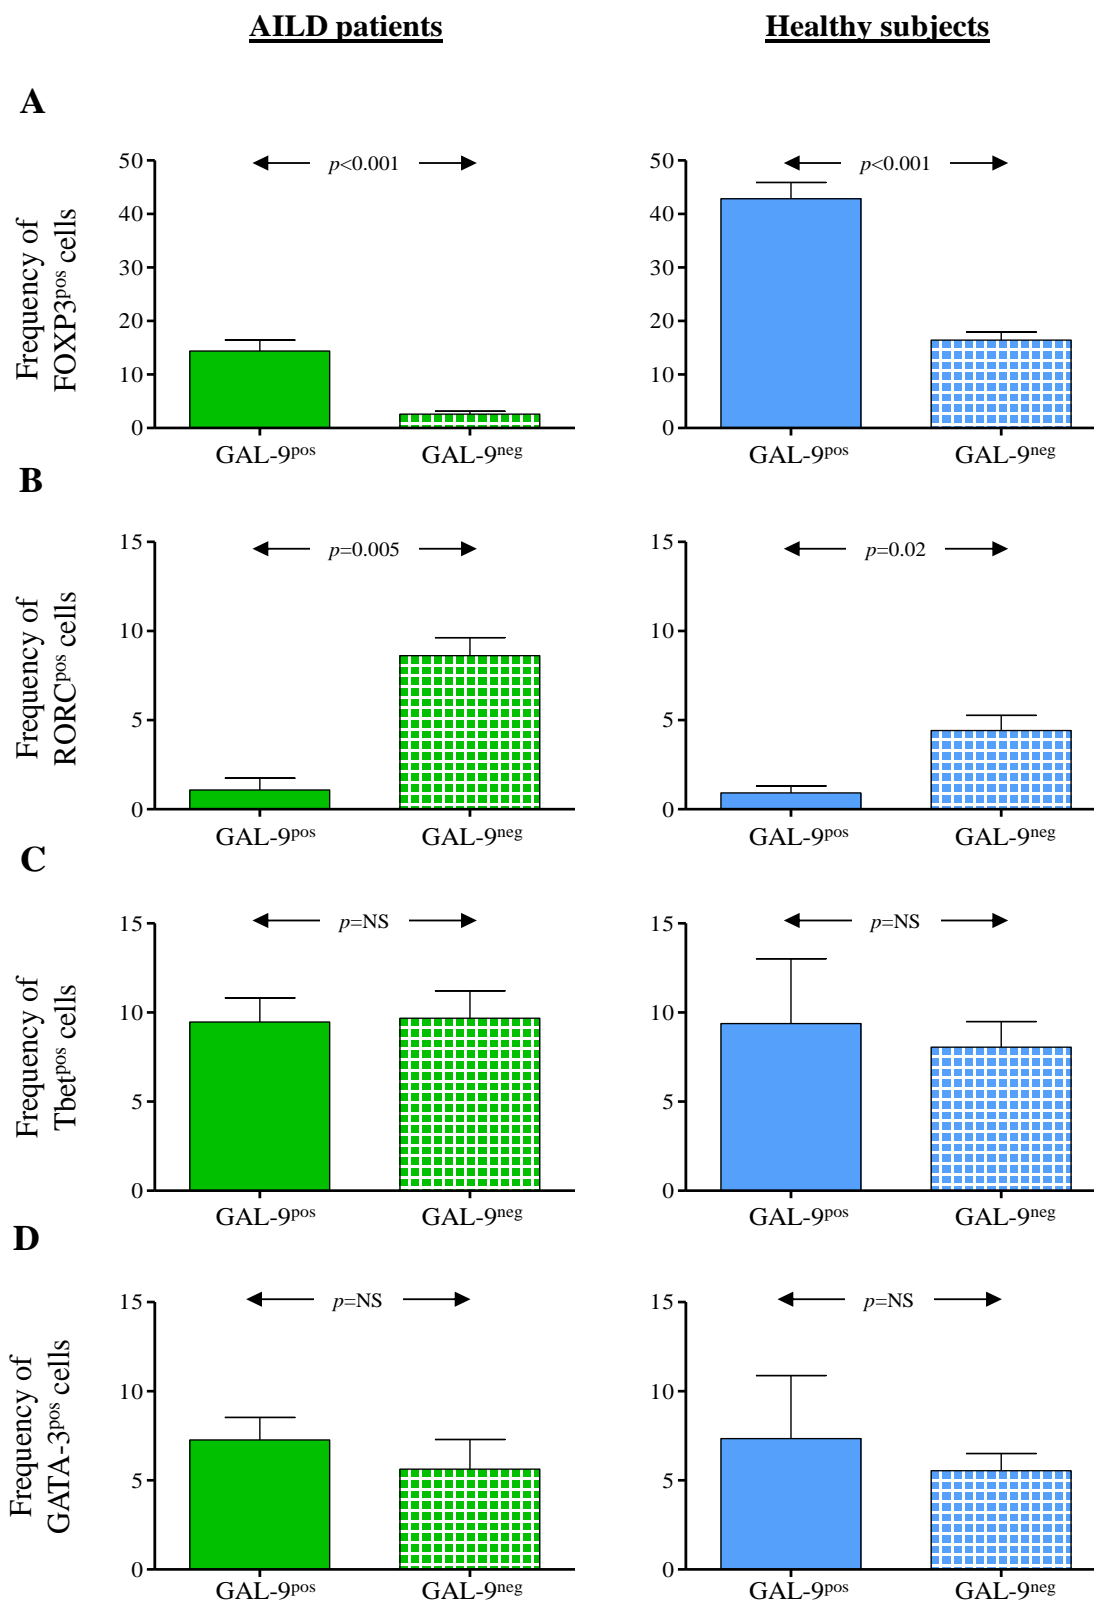 AILD patients
Healthy subjects
A
Frequency of
FOXP3pos cells
50
40
30
20
10
0
p<0.001
GAL-9pos
GAL-9neg
50
40
30
20
10
0
p<0.001
GAL-9pos
GAL-9neg
B
Frequency of
RORCpos cells
15
10
5
0
p=0.005
GAL-9pos
GAL-9neg
15
10
5
0
p=0.02
GAL-9pos
GAL-9neg
C
Frequency of
Tbetpos cells
15
10
5
0
p=NS
GAL-9pos
GAL-9neg
15
10
5
0
p=NS
GAL-9pos
GAL-9neg
D
Frequency of
GATA-3pos cells
15
10
5
0
p=NS
GAL-9pos
GAL-9neg
15
10
5
0
p=NS
GAL-9pos
GAL-9neg